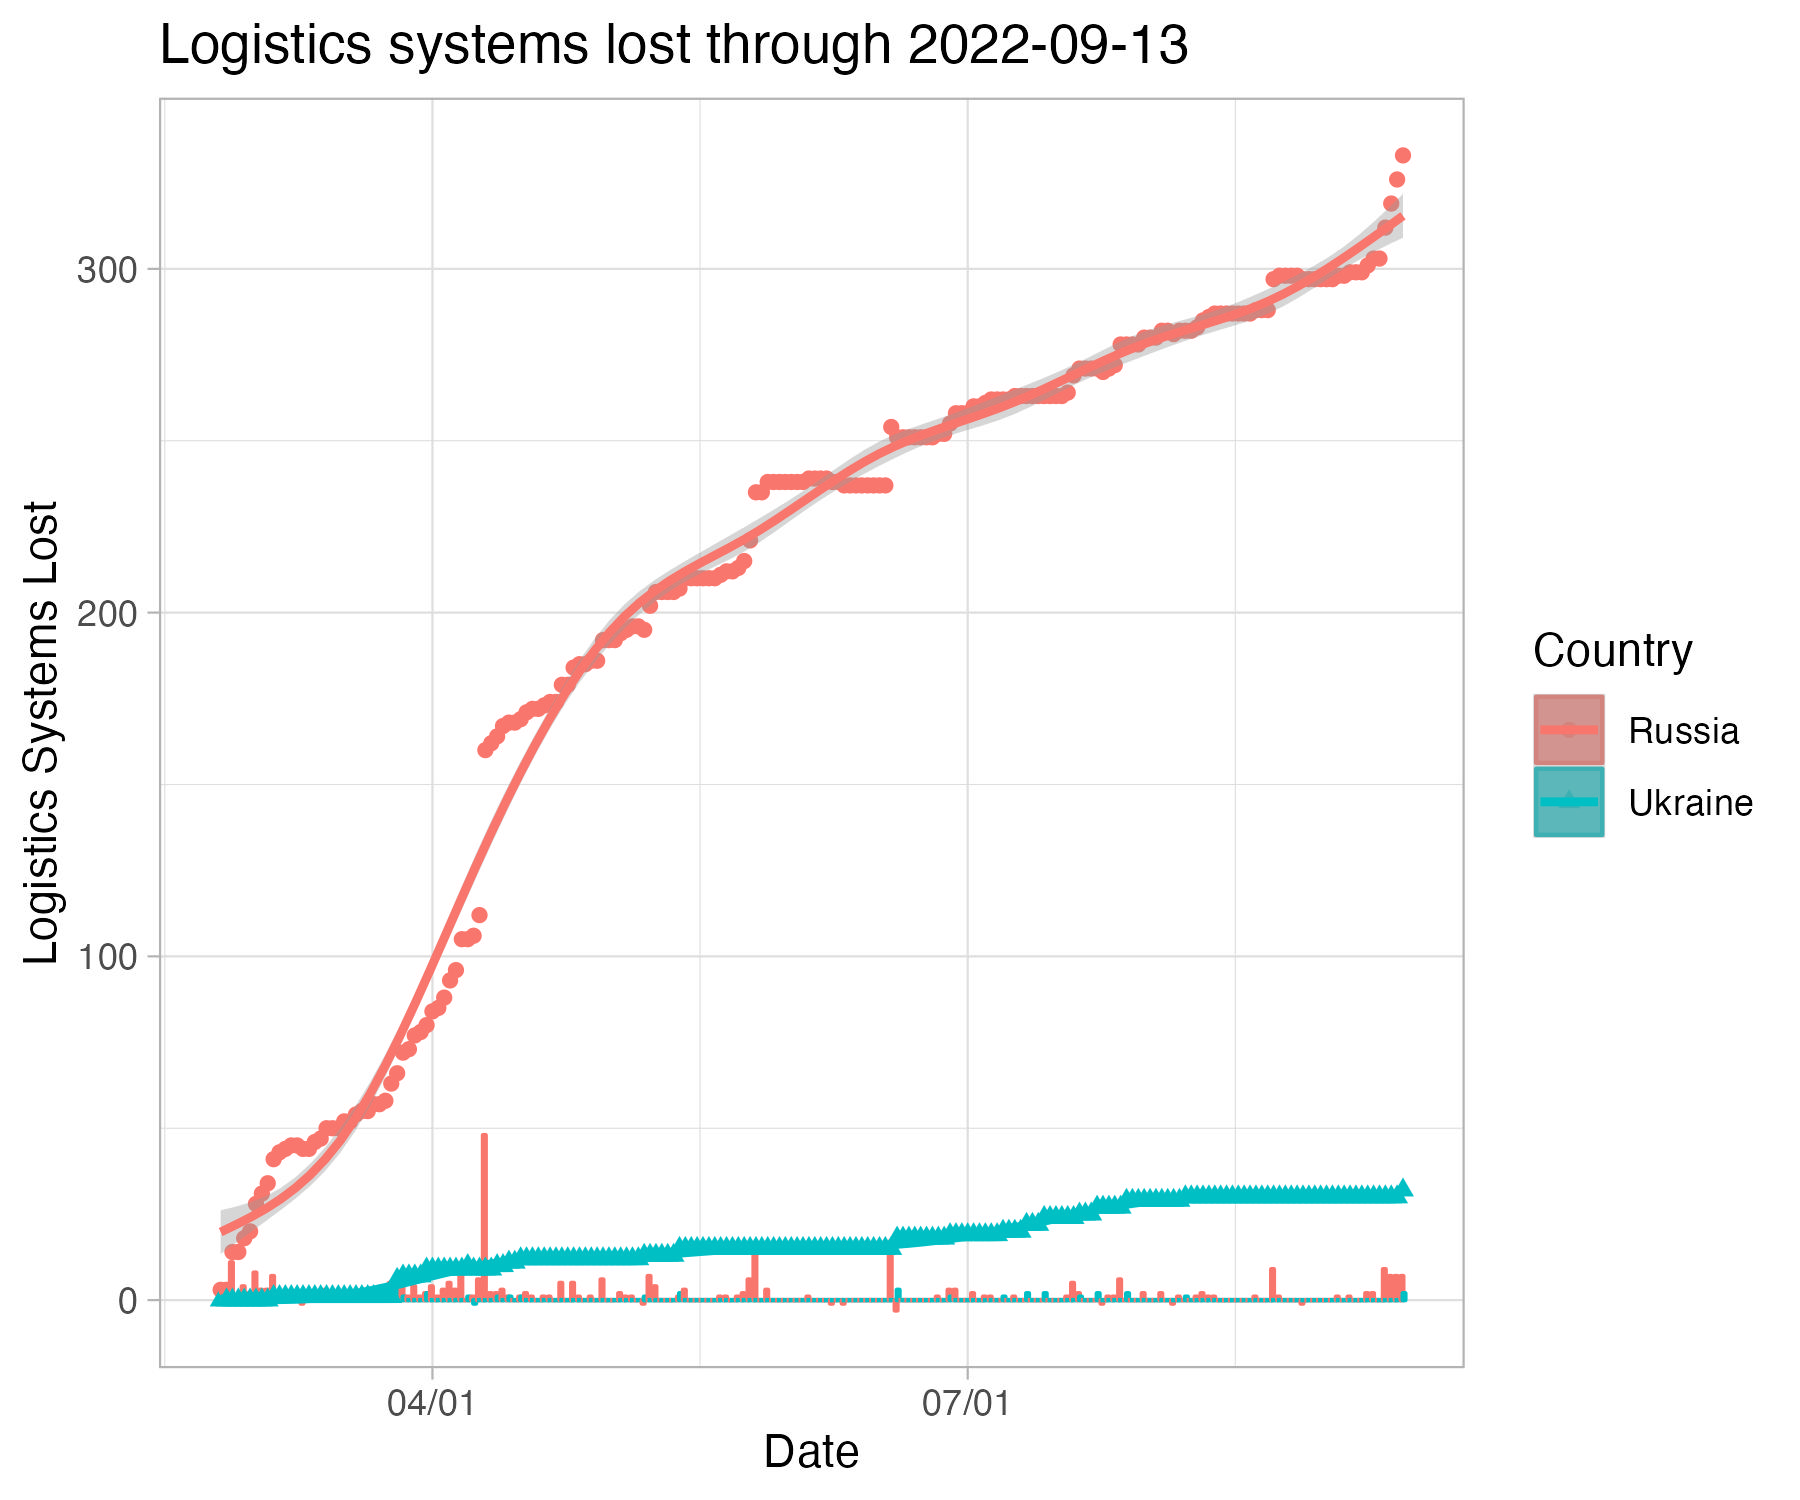 Logistics systems lost through 2022-09-13
Logistics Systems Lost
300
200
100
0
04/01
07/01
Date
Country
Russia
Ukraine